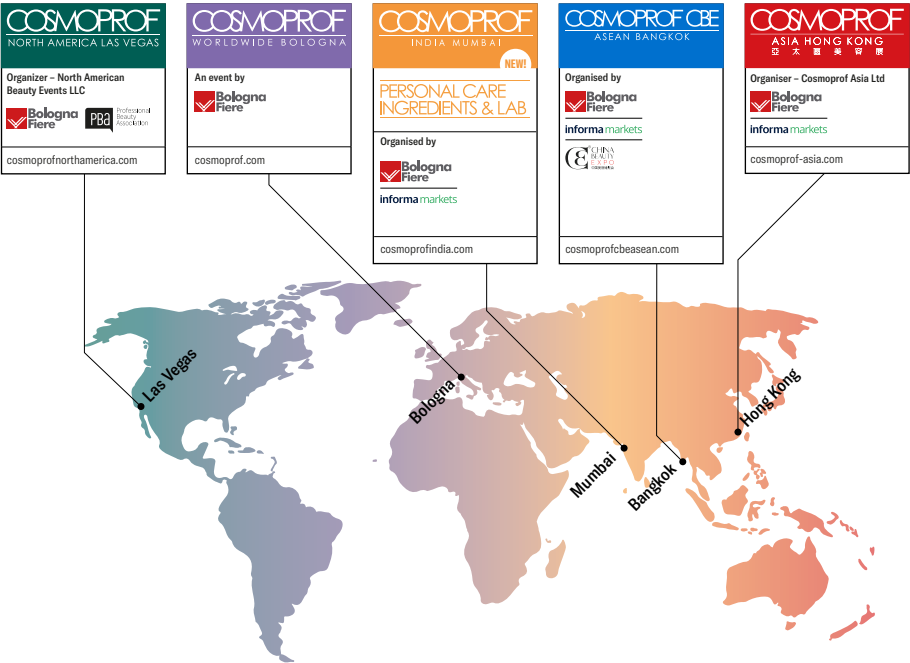 COSMOPROF
NORTH AMERICA LAS VEGAS
Organizer – North American
Beauty Events LLC
Bologna
Fiere
PBa
Professional
Beauty
Association
cosmoprofnorthamerica.com
COSMOPROF
WORLDWIDE BOLOGNA
An event by
Bologna
Fiere
cosmoprof.com
COSMOPROF
INDIA MUMBAI
NEW!
PERSONAL CARE
INGREDIENTS & LAB
Organised by
Bologna
Fiere
informa markets
cosmoprofindia.com
COSMOPROF CBE
ASEAN BANGKOK
Organised by
Bologna
Fiere
informa markets
CHINA
BEAUTY
EXPO
cosmoprofcbeasean.com
COSMOPROF
ASIA HONG KONG
亞太區美容展
Organiser – Cosmoprof Asia Ltd
Bologna
Fiere
informa markets
cosmoprof-asia.com
Las Vegas
Bologna
Mumbai
Bangkok
Hong Kong